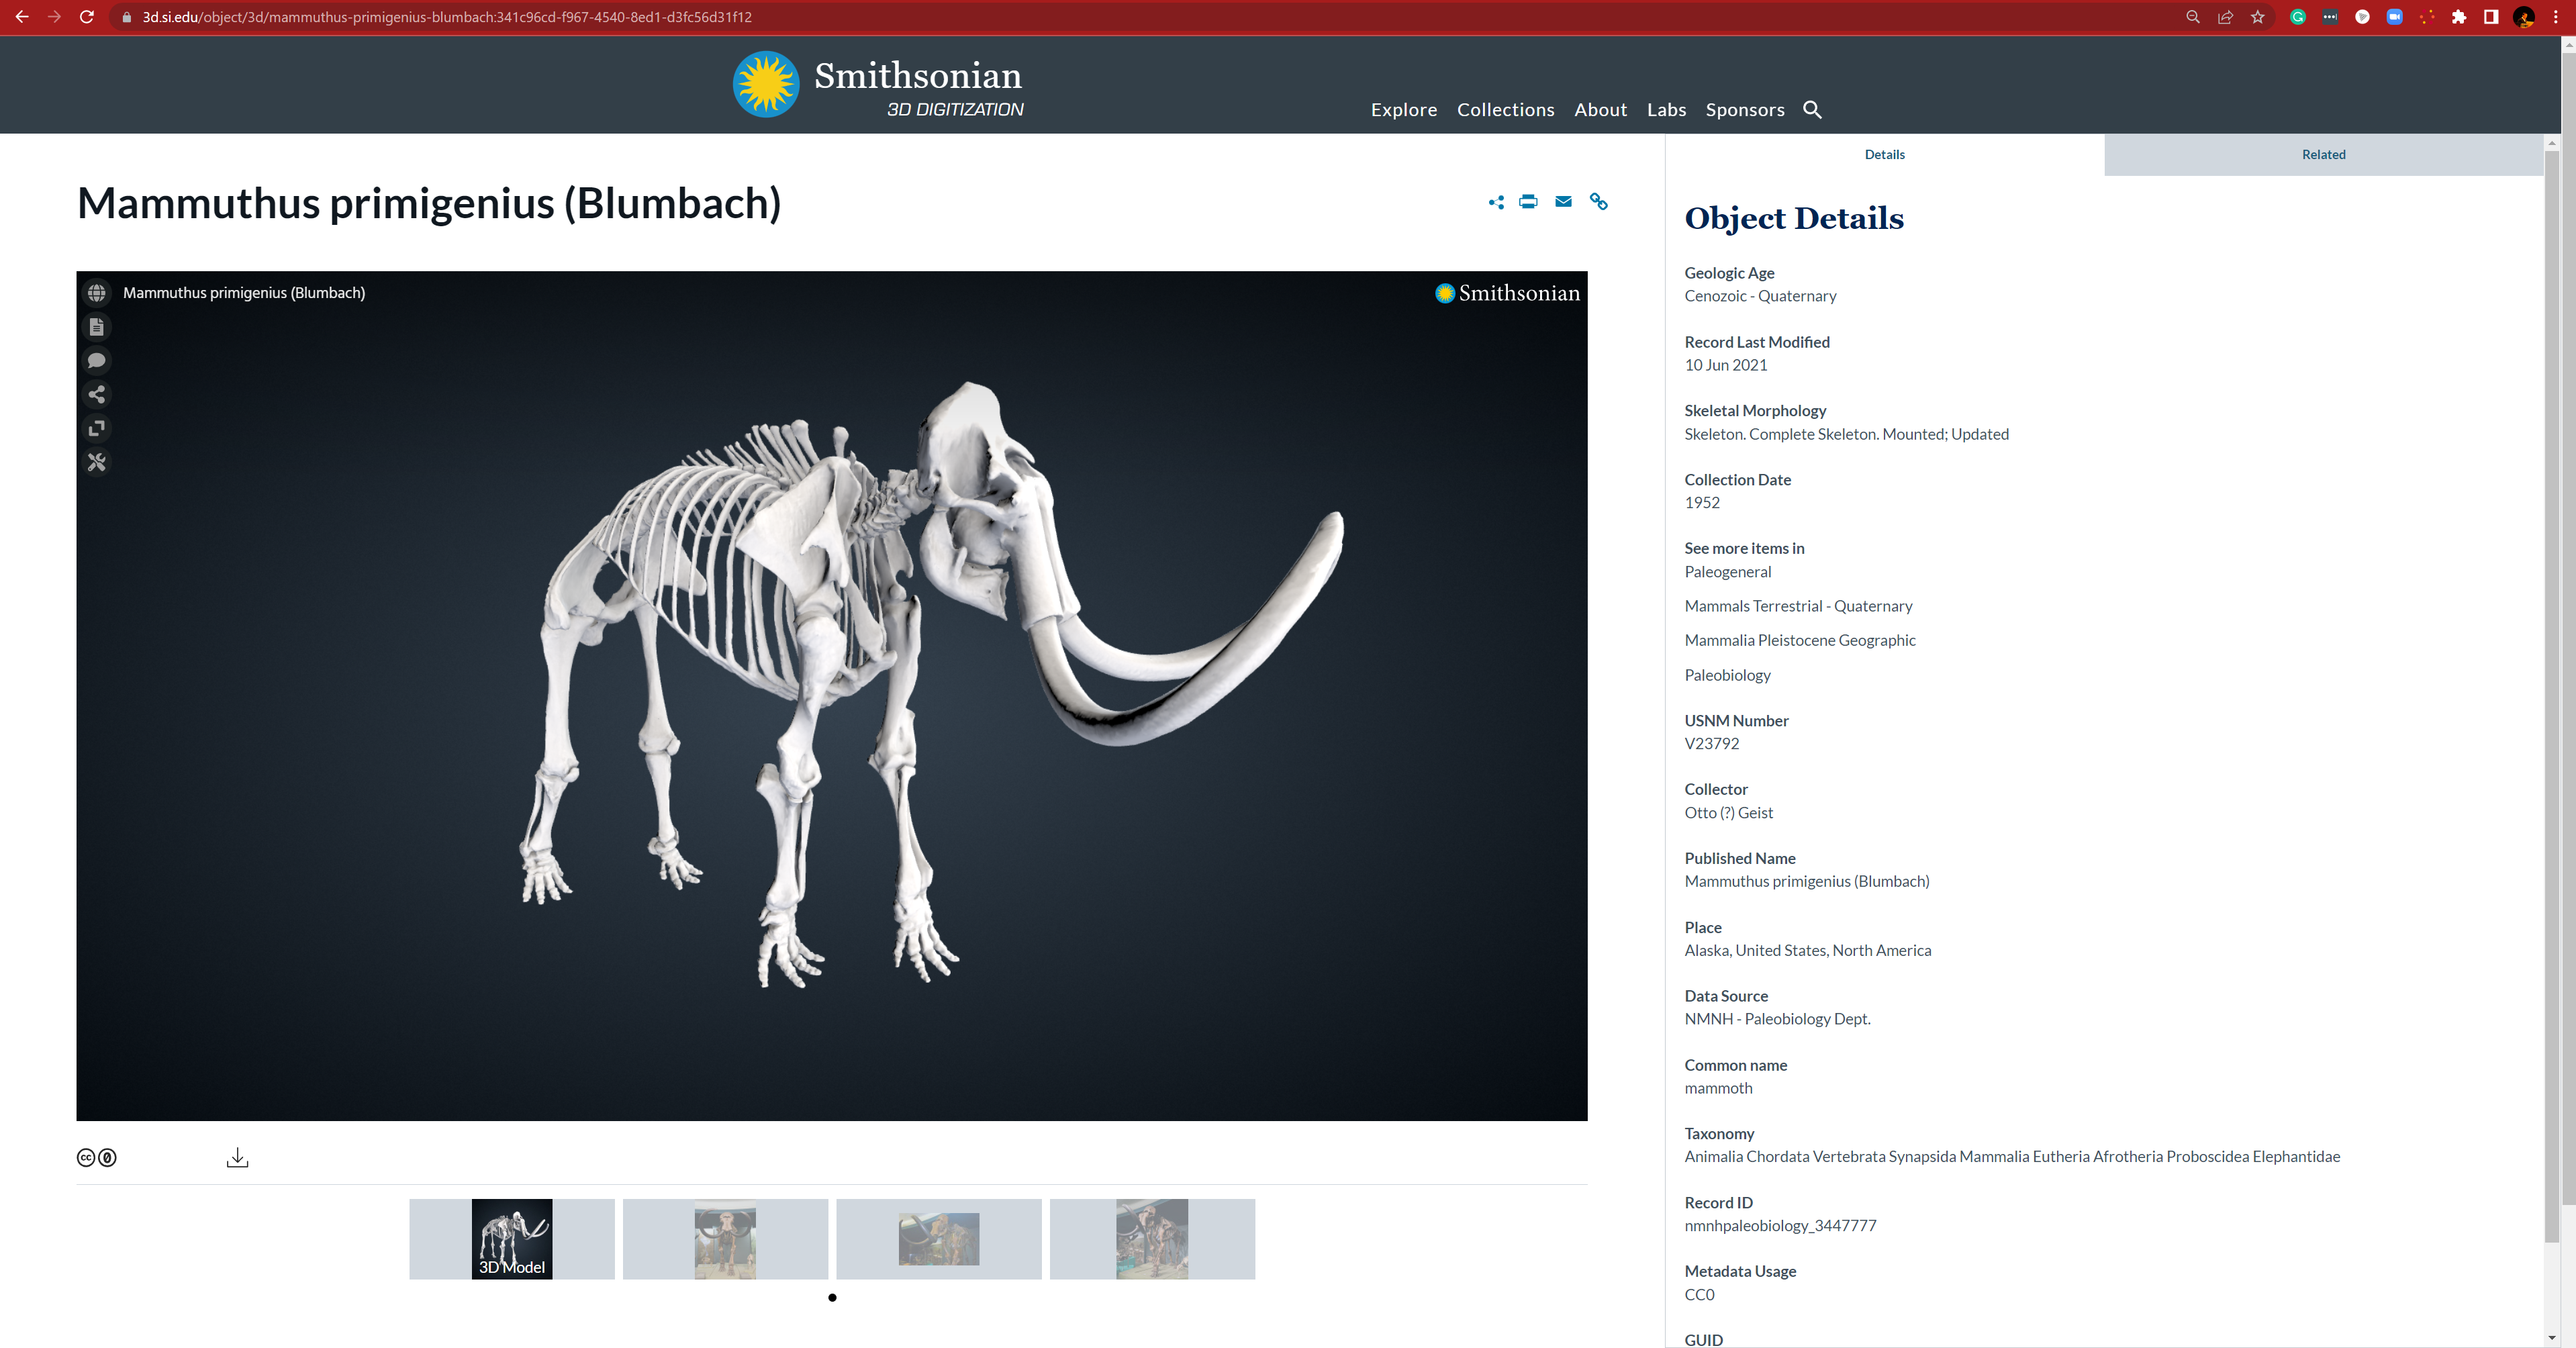 3d.si.edu/object/3d/mammuthus-primigenius-blumbach:341c96cd-f967-4540-8ed1-d3fc56d31f12
Smithsonian
3D DIGITIZATION
Explore Collections About Labs Sponsors
Mammuthus primigenius (Blumbach)
Mammuthus primigenius (Blumbach)
Smithsonian
3D Model
Details
Related
Object Details
Geologic Age
Cenozoic - Quaternary
Record Last Modified
10 Jun 2021
Skeletal Morphology
Skeleton. Complete Skeleton. Mounted; Updated
Collection Date
1952
See more items in
Paleogeneral
Mammals Terrestrial - Quaternary
Mammalia Pleistocene Geographic
Paleobiology
USNM Number
V23792
Collector
Otto (?) Geist
Published Name
Mammuthus primigenius (Blumbach)
Place
Alaska, United States, North America
Data Source
NMNH - Paleobiology Dept.
Common name
mammoth
Taxonomy
Animalia Chordata Vertebrata Synapsida Mammalia Eutheria Afrotheria Proboscidea Elephantidae
Record ID
nmnhpaleobiology_3447777
Metadata Usage
CC0
GUID